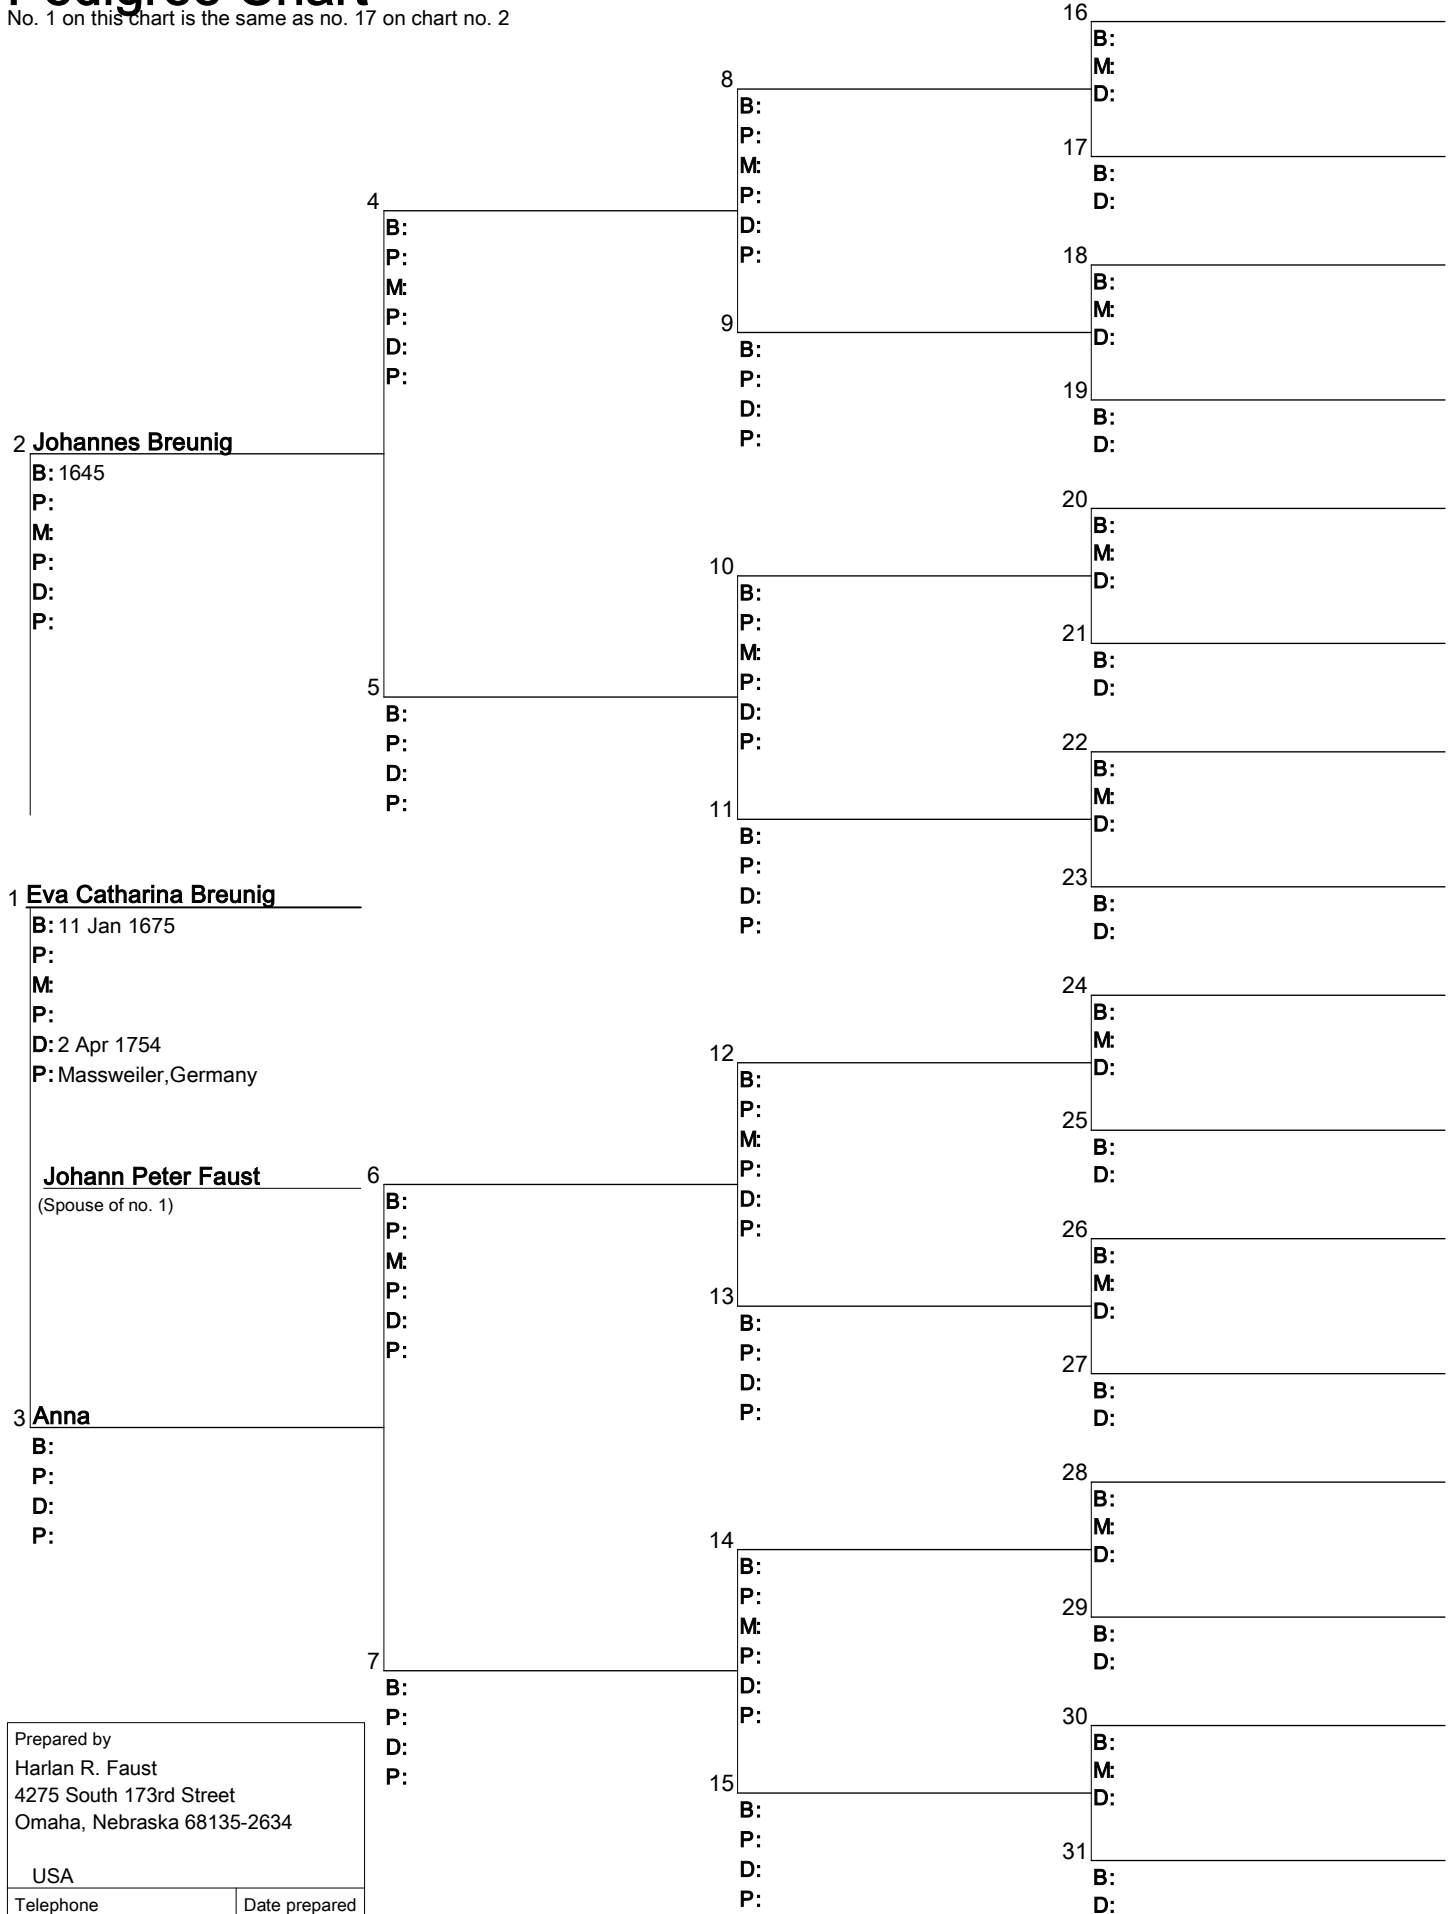 Pedigree Chart
No. 1 on this chart is the same as no. 17 on chart no. 2
2 Johannes Breunig
B: 1645
P:
M:
P:
D:
P:
1 Eva Catharina Breunig
B: 11 Jan 1675
P:
M:
P:
D: 2 Apr 1754
P: Massweiler,Germany
Johann Peter Faust
(Spouse of no. 1)
3 Anna
B:
P:
D:
P:
4
B:
P:
M:
P:
D:
P:
5
B:
P:
D:
P:
6
B:
P:
M:
P:
D:
P:
7
B:
P:
D:
P:
8
B:
P:
M:
P:
D:
P:
9
B:
P:
D:
P:
10
B:
P:
M:
P:
D:
P:
11
B:
P:
D:
P:
12
B:
P:
M:
P:
D:
P:
13
B:
P:
D:
P:
14
B:
P:
M:
P:
D:
P:
15
B:
P:
D:
P:
16
B:
M:
D:
17
B:
D:
18
B:
M:
D:
19
B:
D:
20
B:
M:
D:
21
B:
D:
22
B:
M:
D:
23
B:
D:
24
B:
M:
D:
25
B:
D:
26
B:
M:
D:
27
B:
D:
28
B:
M:
D:
29
B:
D:
30
B:
M:
D:
31
B:
D:
Prepared by
Harlan R. Faust
4275 South 173rd Street
Omaha, Nebraska 68135-2634
USA
Telephone
Date prepared